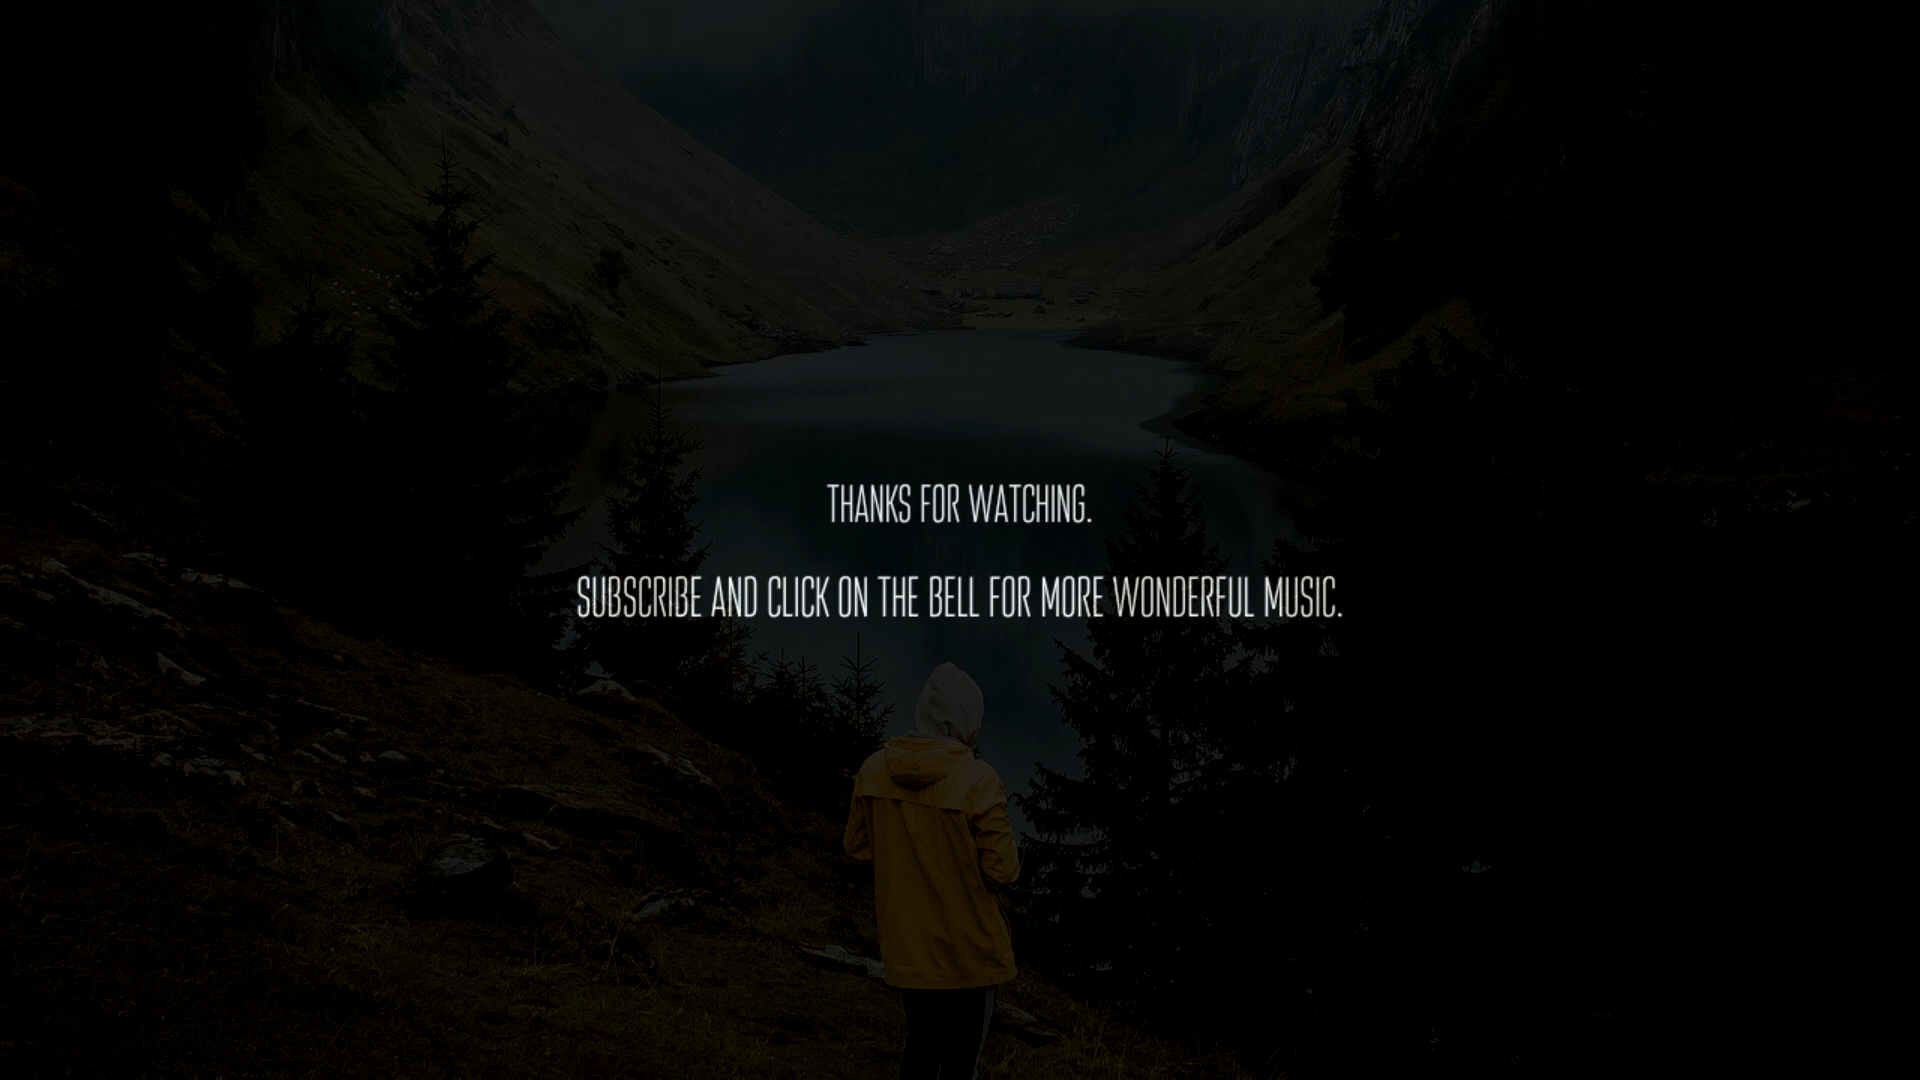 THANKS FOR WATCHING.
SUBSCRIBE AND CLICK ON THE BELL FOR MORE WONDERFUL MUSIC.